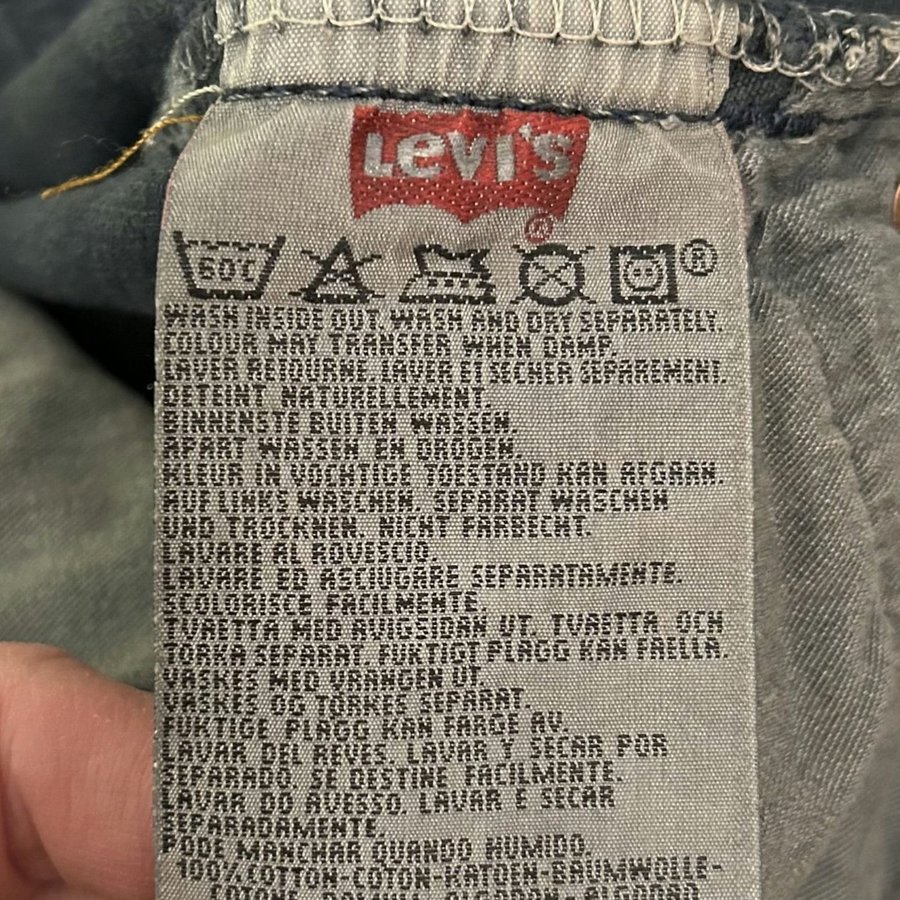 Levi's
®
60°C
®
WASH INSIDE OUT. WASH AND DRY SEPARATELY.
COLOUR MAY TRANSFER WHEN DAMP.
LAVER RETOURNE. LAVER ET SECHER SEPAREMENT.
DETEINT NATURELLEMENT
BINNENSTE BUITEN WASSEN.
APART WASSEN EN DROGEN.
KLEUR IN VOCHTIGE TOESTAND KAN AFGAAN.
AUF LINKS WASCHEN. SEPARAT WASCHEN
UND TROCKNEN. NICHT FARBECHT.
LAVARE AL ROVESCIO.
LAVARE ED ASCIUGARE SEPARATAMENTE.
SCOLORISCE FACILMENTE.
TVAETTA MED AVIGSIDAN UT. TVAETTA OCH
TORKA SEPARAT. FUKTIGT PLAGG KAN FAELLA.
VASKES MED VRANGEN UT.
VASKES OG TORKES SEPARAT.
FUKTIGE PLAGG KAN FARGE AV.
LAVAR DEL REVES. LAVAR Y SECAR POR
SEPARADO. SE DESTINE FACILMENTE.
LAVAR DO AVESSO. LAVAR E SECAR
SEPARADAMENTE.
PODE MANCHAR QUANDO HUMIDO.
100% COTTON-COTON-KATOEN-BAUMWOLLE-